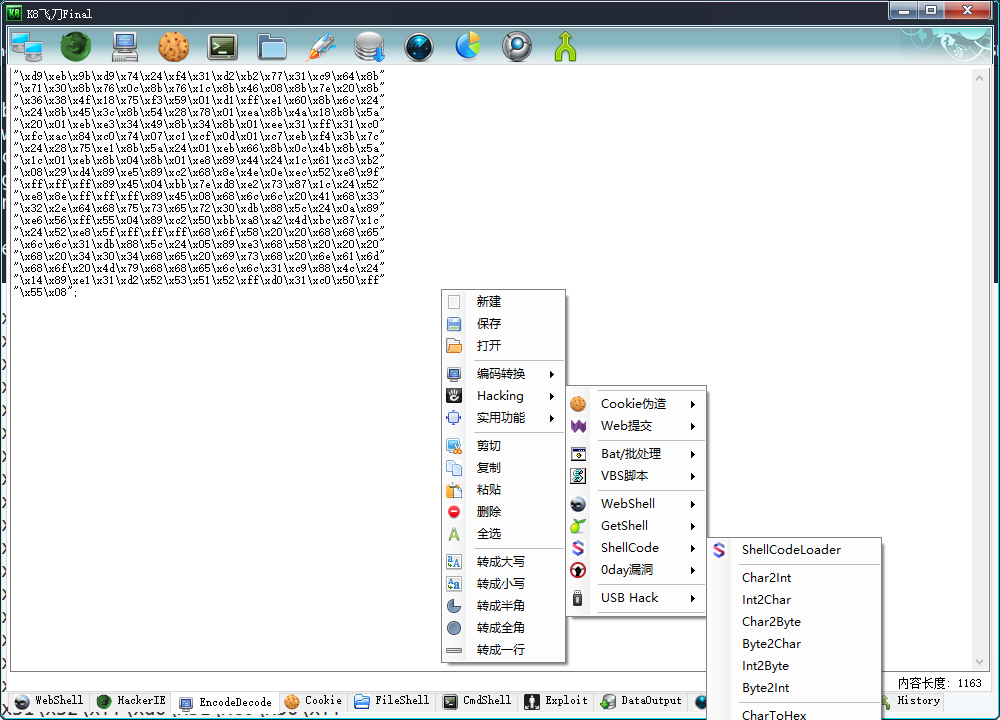 K8飞刀Final
"\xd9\xeb\x9b\xd9\x74\x24\xf4\x31\xd2\xb2\x77\x31\xc9\x64\x8b"
"\x71\x30\x8b\x76\x0c\x8b\x76\x1c\x8b\x46\x08\x8b\x7e\x20\x8b"
"\x36\x38\x4f\x18\x75\xf3\x59\x01\xd1\xff\xe1\x60\x8b\x6c\x24"
"\x24\x8b\x45\x3c\x8b\x54\x28\x78\x01\xea\x8b\x4a\x18\x8b\x5a"
"\x20\x01\xeb\xe3\x34\x49\x8b\x34\x8b\x01\xee\x31\xff\x31\xc0"
"\xfc\xac\x84\xc0\x74\x07\xc1\xcf\x0d\x01\xc7\xeb\xf4\x3b\x7c"
"\x24\x28\x75\xe1\x8b\x5a\x24\x01\xeb\x66\x8b\x0c\x4b\x8b\x5a"
"\x1c\x01\xeb\x8b\x04\x8b\x01\xe8\x89\x44\x24\x1c\x61\xc3\xb2"
"\x08\x29\xd4\x89\xe5\x89\xc2\x68\x8e\x4e\x0e\xec\x52\xe8\x9f"
"\xff\xff\xff\x89\x45\x04\xbb\x7e\xd8\xe2\x73\x87\x1c\x24\x52"
"\xe8\x8e\xff\xff\xff\x89\x45\x08\x68\x6c\x6c\x20\x41\x68\x33"
"\x32\x2e\x64\x68\x75\x73\x65\x72\x30\xdb\x88\x5c\x24\x0a\x89"
"\xe6\x56\xff\x55\x04\x89\xc2\x50\xbb\xa8\xa2\x4d\xbc\x87\x1c"
"\x24\x52\xe8\x5f\xff\xff\xff\x68\x6f\x58\x20\x20\x68\x68\x65"
"\x6c\x6c\x31\xdb\x88\x5c\x24\x05\x89\xe3\x68\x58\x20\x20\x20"
"\x68\x20\x34\x30\x34\x68\x65\x20\x69\x73\x68\x20\x6e\x61\x6d"
"\x68\x6f\x20\x4d\x79\x68\x68\x65\x6c\x6c\x31\xc9\x88\x4c\x24"
"\x14\x89\xe1\x31\xd2\x52\x53\x51\x52\xff\xd0\x31\xc0\x50\xff"
"\x55\x08";
新建
保存
打开
编码转换
Hacking
实用功能
剪切
复制
粘贴
删除
全选
转成大写
转成小写
转成半角
转成全角
转成一行
Cookie伪造
Web提交
Bat/批处理
VBS脚本
WebShell
GetShell
ShellCode
0day漏洞
USB Hack
ShellCodeLoader
Char2Int
Int2Char
Char2Byte
Byte2Char
Int2Byte
Byte2Int
CharToHex
内容长度: 1163
WebShell
HackerIE
EncodeDecode
Cookie
FileShell
CmdShell
Exploit
DataOutput
History